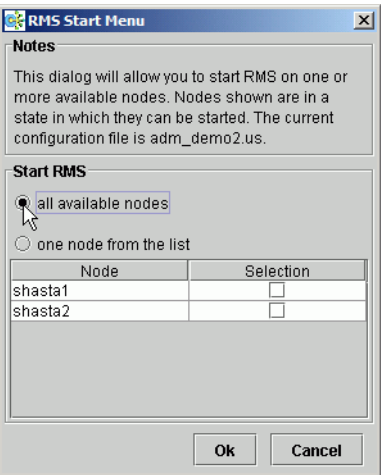 RMS Start Menu
Notes
This dialog will allow you to start RMS on one or
more available nodes. Nodes shown are in a
state in which they can be started. The current
configuration file is adm_demo2.us.
Start RMS
all available nodes
one node from the list
Node Selection
shasta1
shasta2
Ok Cancel